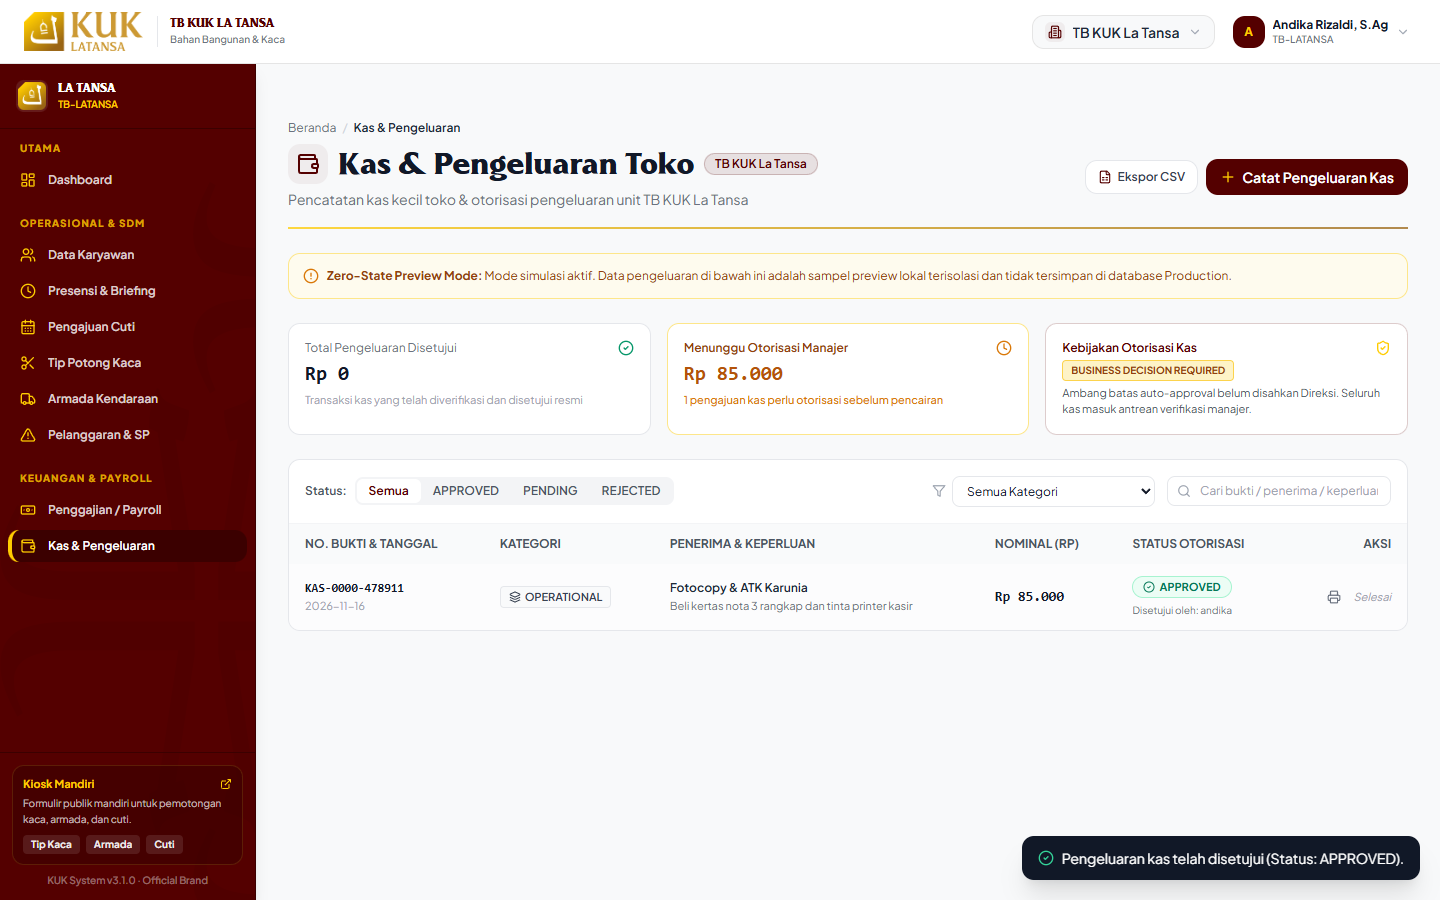 KUK
LATANSA
TB KUK LA TANSA
Bahan Bangunan & Kaca
TB KUK La Tansa
A
Andika Rizaldi, S.Ag
TB-LATANSA
LA TANSA
TB-LATANSA
UTAMA
Dashboard
OPERASIONAL & SDM
Data Karyawan
Presensi & Briefing
Pengajuan Cuti
Tip Potong Kaca
Armada Kendaraan
Pelanggaran & SP
KEUANGAN & PAYROLL
Penggajian / Payroll
Kas & Pengeluaran
Kiosk Mandiri
Formulir publik mandiri untuk pemotongan
kaca, armada, dan cuti.
Tip Kaca
Armada
Cuti
KUK System v3.1.0 · Official Brand
Beranda / Kas & Pengeluaran
Kas & Pengeluaran Toko
TB KUK La Tansa
Pencatatan kas kecil toko & otorisasi pengeluaran unit TB KUK La Tansa
Ekspor CSV
Catat Pengeluaran Kas
Zero-State Preview Mode: Mode simulasi aktif. Data pengeluaran di bawah ini adalah sampel preview lokal terisolasi dan tidak tersimpan di database Production.
Total Pengeluaran Disetujui
Rp 0
Transaksi kas yang telah diverifikasi dan disetujui resmi
Menunggu Otorisasi Manajer
Rp 85.000
1 pengajuan kas perlu otorisasi sebelum pencairan
Kebijakan Otorisasi Kas
BUSINESS DECISION REQUIRED
Ambang batas auto-approval belum disahkan Direksi. Seluruh
kas masuk antrean verifikasi manajer.
Status:
Semua
APPROVED
PENDING
REJECTED
Semua Kategori
Cari bukti / penerima / keperlua
NO. BUKTI & TANGGAL
KATEGORI
PENERIMA & KEPERLUAN
NOMINAL (RP)
STATUS OTORISASI
AKSI
KAS-0000-478911
2026-11-16
OPERATIONAL
Fotocopy & ATK Karunia
Beli kertas nota 3 rangkap dan tinta printer kasir
Rp 85.000
APPROVED
Disetujui oleh: andika
Selesai
Pengeluaran kas telah disetujui (Status: APPROVED).